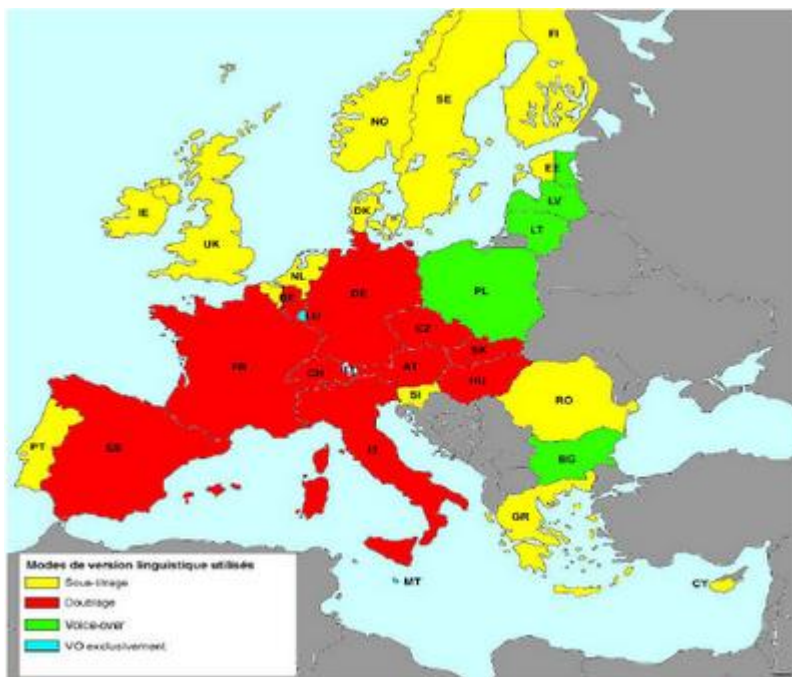 FI
SE
NO
EE
LV
DK
IE
LT
UK
NL
DE
PL
BE
LU
CZ
SK
FR
AT
CH
HU
SI
RO
PT
ES
IT
BG
GR
MT
CY
Modes de version linguistique utilisés
Sous-titrage
Doublage
Voice-over
VO exclusivement